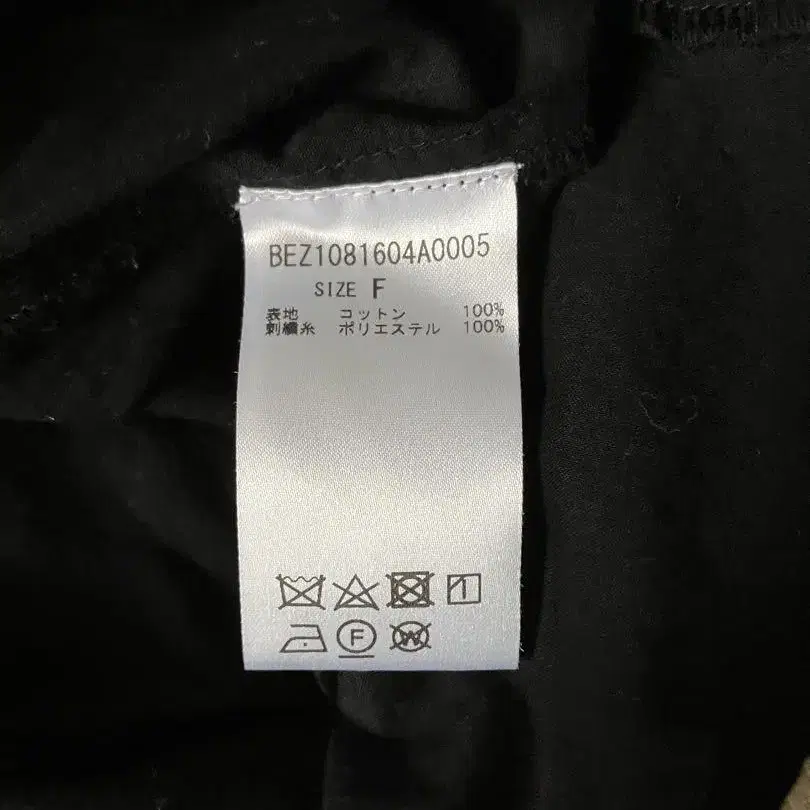 BEZ1081604A0005
SIZE F
表地 コットン 100%
刺繍糸 ポリエステル 100%
F
W